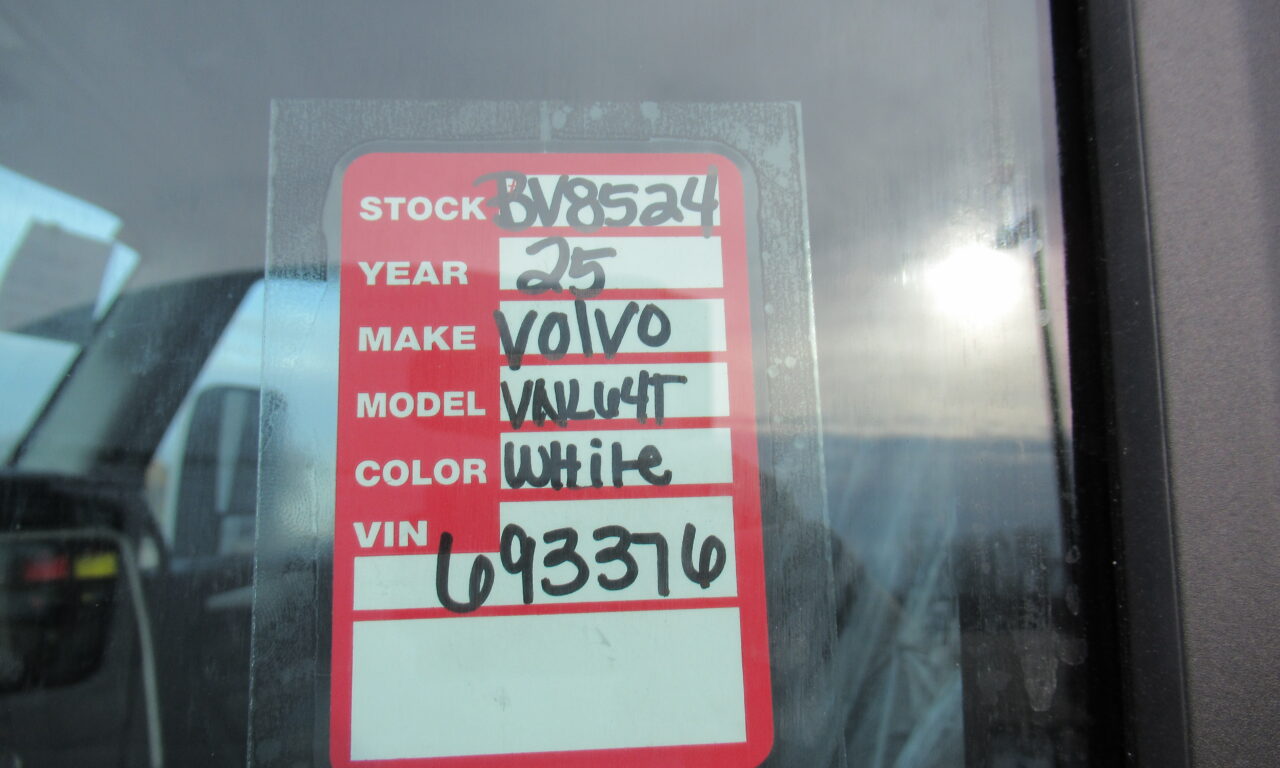 STOCK BV8524
YEAR 25
MAKE Volvo
MODEL VNL64T
COLOR WHite
VIN
693376